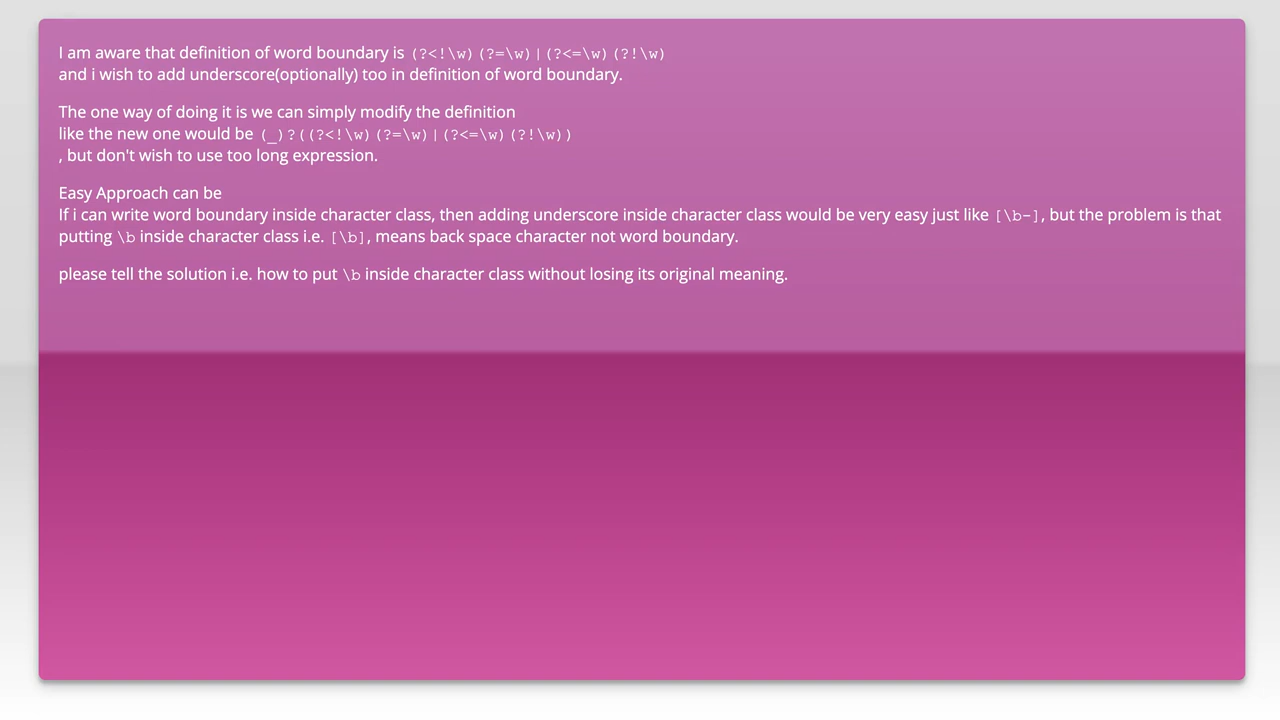 I am aware that definition of word boundary is (?<!\w)(?=\w)|(?<=\w)(?!\w)
and i wish to add underscore(optionally) too in definition of word boundary.
The one way of doing it is we can simply modify the definition
like the new one would be (_)?((?<!\w)(?=\w)|(?<=\w)(?!\w))
, but don't wish to use too long expression.
Easy Approach can be
If i can write word boundary inside character class, then adding underscore inside character class would be very easy just like [\b-], but the problem is that
putting \b inside character class i.e. [\b], means back space character not word boundary.
please tell the solution i.e. how to put \b inside character class without losing its original meaning.